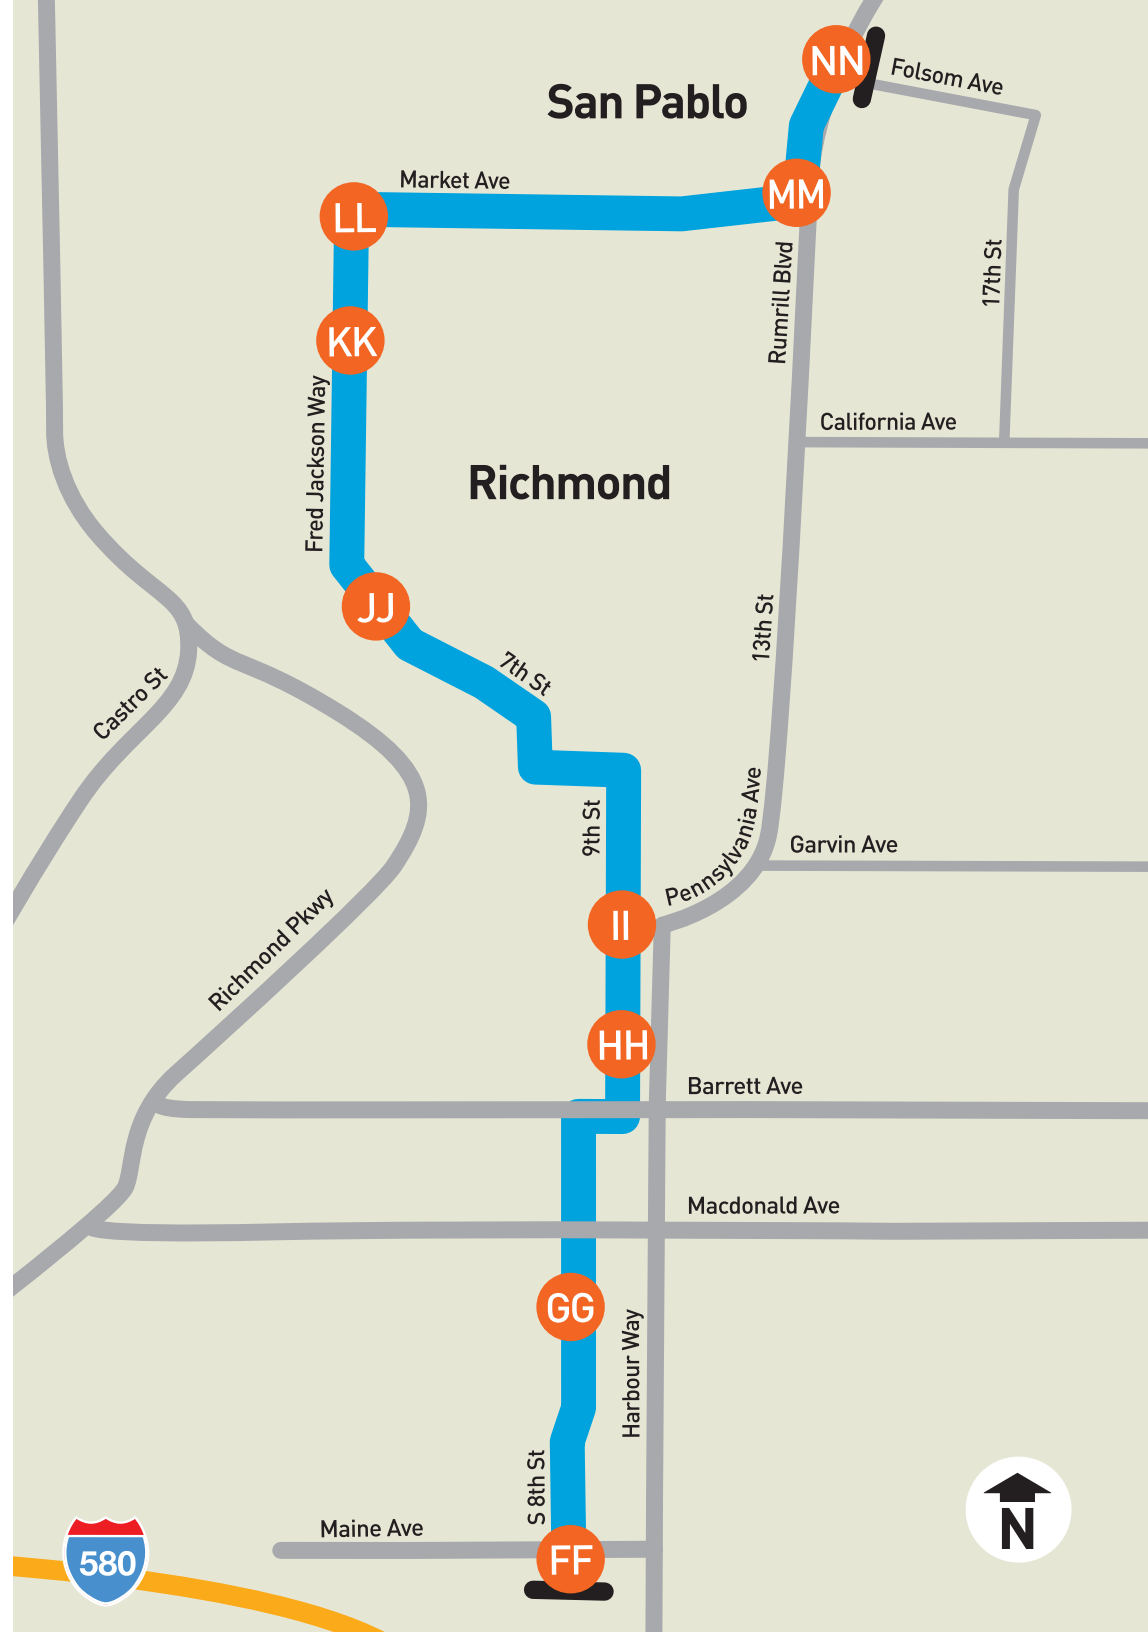 NN
Folsom Ave
San Pablo
Market Ave
MM
LL
Rumrill Blvd
17th St
KK
Fred Jackson Way
California Ave
Richmond
JJ
13th St
7th St
Castro St
9th St
Pennsylvania Ave
Garvin Ave
II
Richmond Pkwy
HH
Barrett Ave
Macdonald Ave
GG
Harbour Way
S 8th St
Maine Ave
FF
580
N